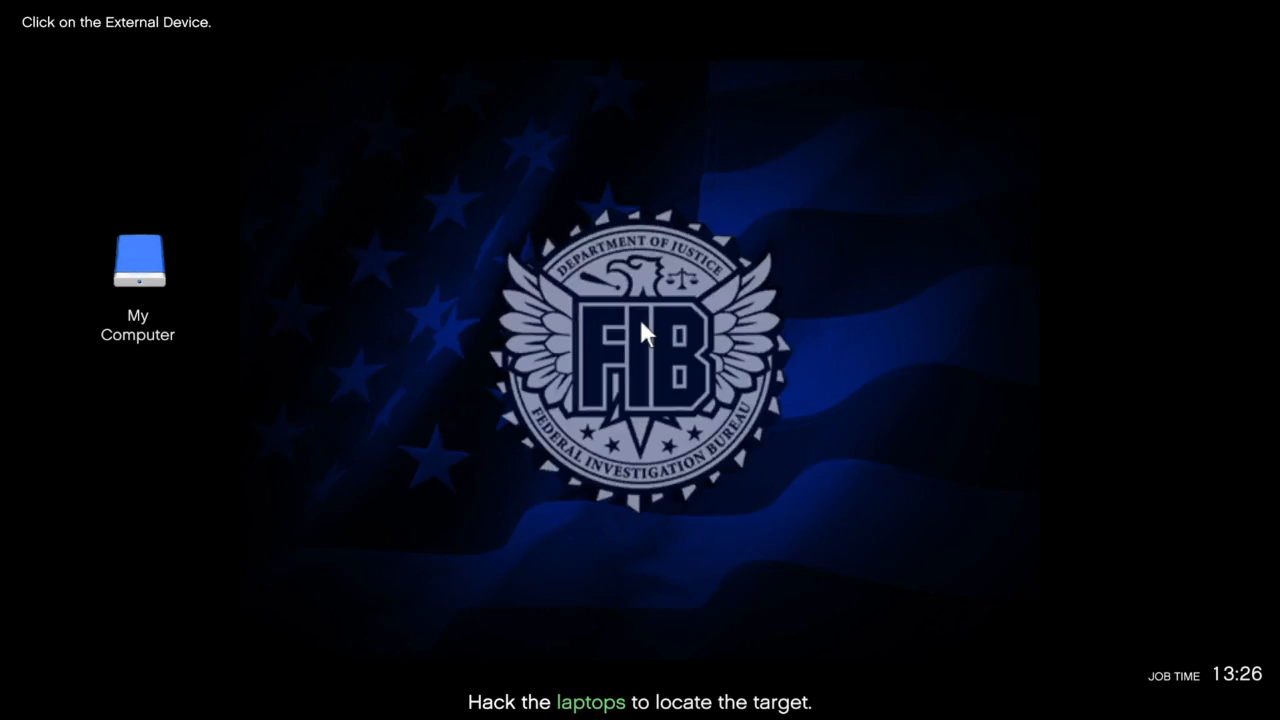 Click on the External Device.
DEPARTMENT OF JUSTICE
FIB
FEDERAL INVESTIGATION BUREAU
My
Computer
JOB TIME 13:26
Hack the laptops to locate the target.